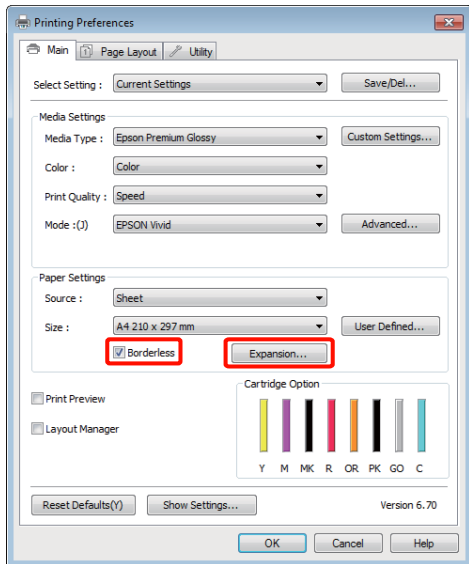 Printing Preferences
Main Page Layout Utility
Select Setting : Current Settings Save/Del...
Media Settings
Media Type : Epson Premium Glossy Custom Settings...
Color : Color
Print Quality : Speed
Mode :(J) EPSON Vivid Advanced...
Paper Settings
Source : Sheet
Size : A4 210 x 297 mm User Defined...
Borderless Expansion...
Cartridge Option
Print Preview
Layout Manager
Y M MK R OR PK GO C
Reset Defaults(Y) Show Settings... Version 6.70
OK Cancel Help